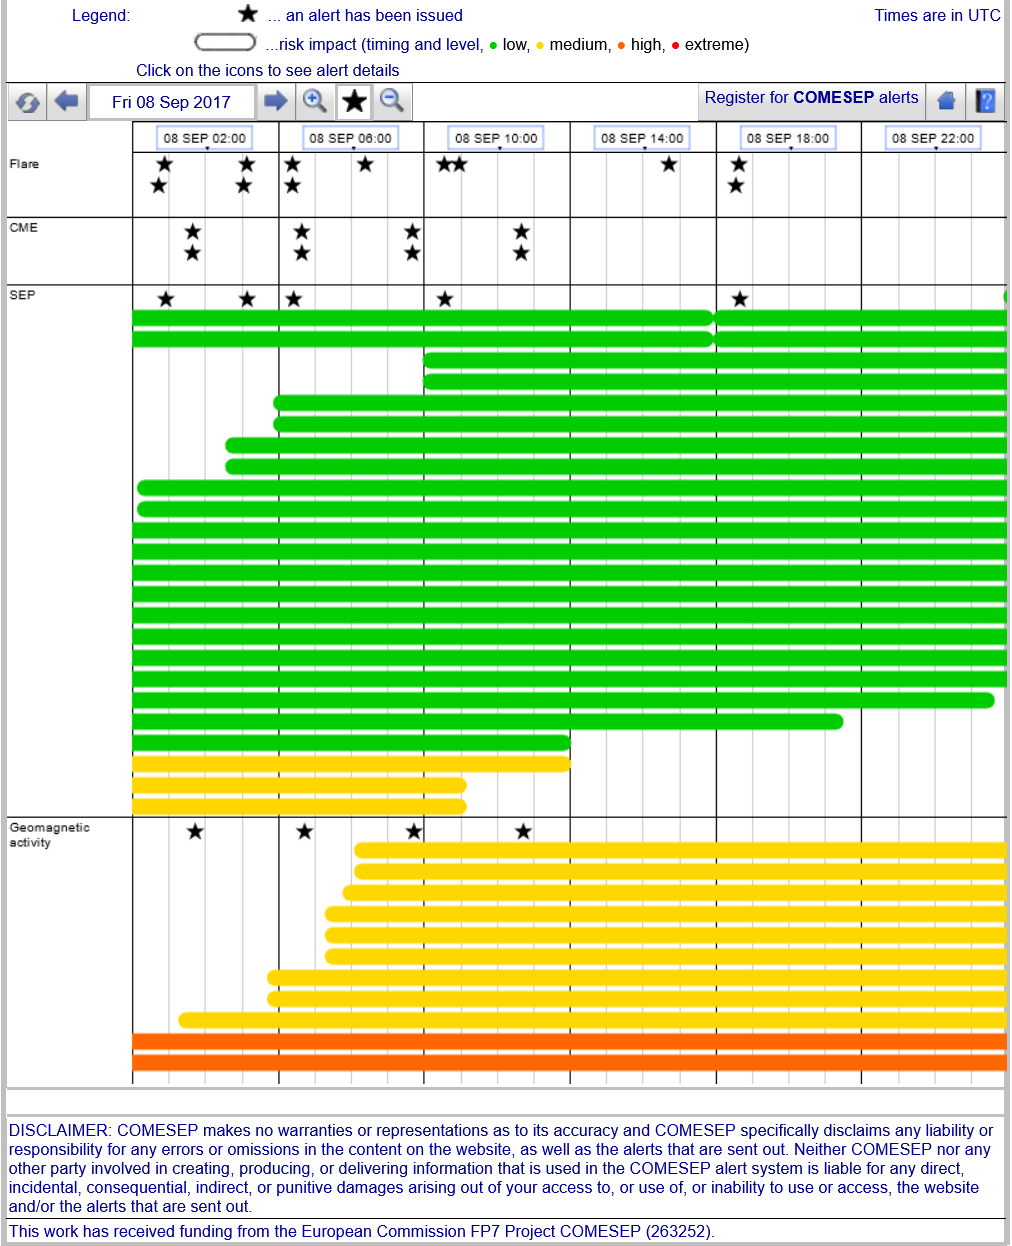 Legend: ★ ... an alert has been issued Times are in UTC
...risk impact (timing and level, ● low, ● medium, ● high, ● extreme)
Click on the icons to see alert details
Fri 08 Sep 2017 Register for COMESEP alerts
08 SEP 02:00 08 SEP 06:00 08 SEP 10:00 08 SEP 14:00 08 SEP 18:00 08 SEP 22:00
Flare
CME
SEP
Geomagnetic
activity
DISCLAIMER: COMESEP makes no warranties or representations as to its accuracy and COMESEP specifically disclaims any liability or
responsibility for any errors or omissions in the content on the website, as well as the alerts that are sent out. Neither COMESEP nor any
other party involved in creating, producing, or delivering information that is used in the COMESEP alert system is liable for any direct,
incidental, consequential, indirect, or punitive damages arising out of your access to, or use of, or inability to use or access, the website
and/or the alerts that are sent out.
This work has received funding from the European Commission FP7 Project COMESEP (263252).